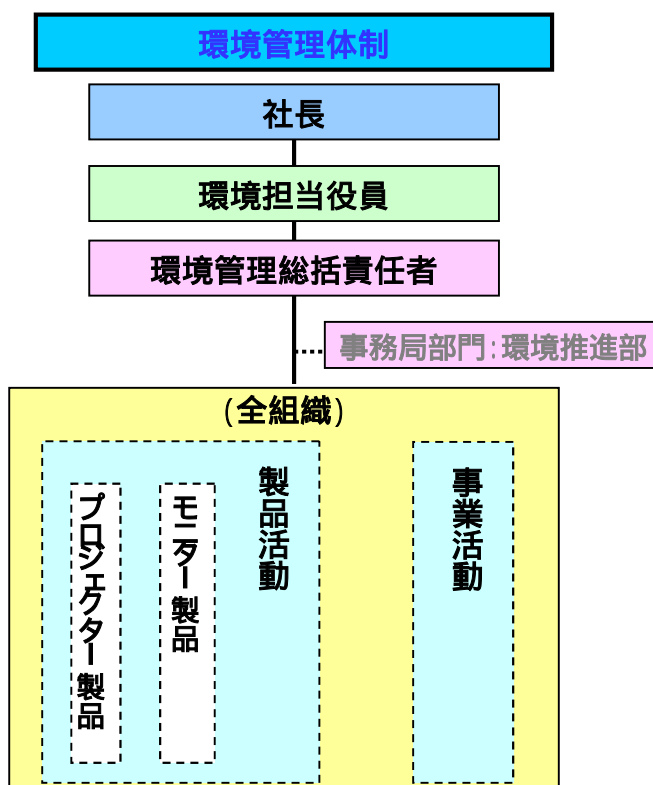 環境管理体制
社長
環境担当役員
環境管理総括責任者
事務局部門:環境推進部
(全組織)
製品活動
モニター製品
プロジェクター製品
事業活動